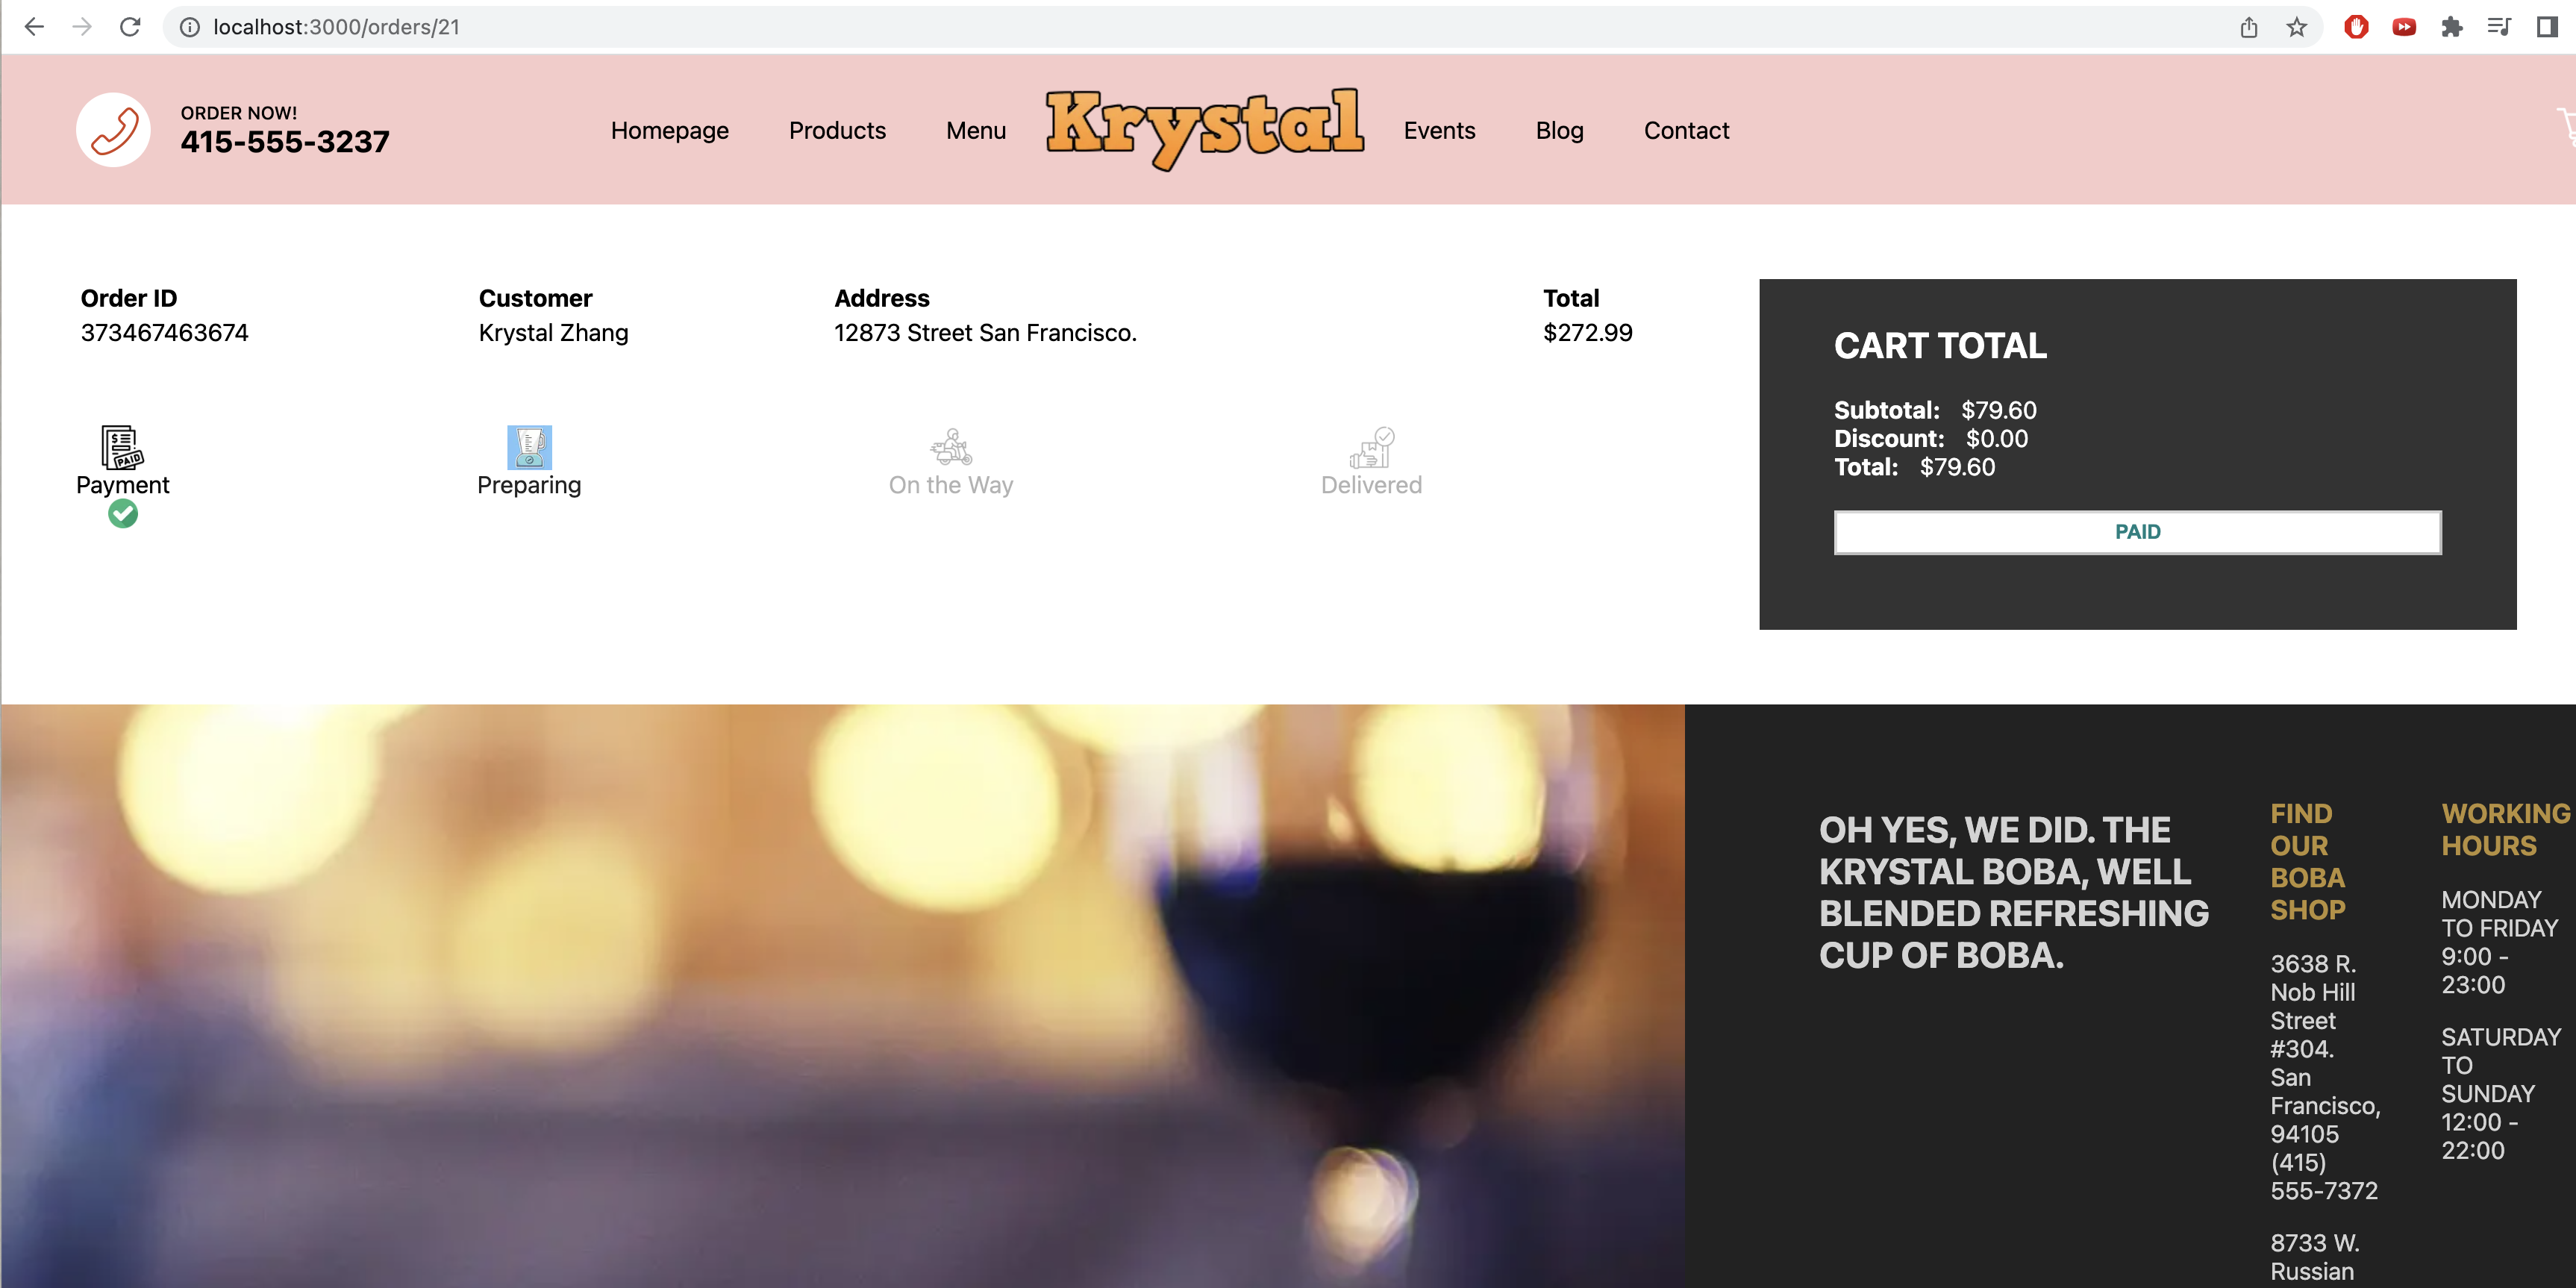 localhost:3000/orders/21
ORDER NOW!
415-555-3237
Homepage
Products
Menu
Krystal
Events
Blog
Contact
Order ID
373467463674
Customer
Krystal Zhang
Address
12873 Street San Francisco.
Total
$272.99
$
PAID
Payment
Preparing
On the Way
Delivered
CART TOTAL
Subtotal: $79.60
Discount: $0.00
Total: $79.60
PAID
OH YES, WE DID. THE
KRYSTAL BOBA, WELL
BLENDED REFRESHING
CUP OF BOBA.
FIND
OUR
BOBA
SHOP
3638 R.
Nob Hill
Street
#304.
San
Francisco,
94105
(415)
555-7372
8733 W.
Russian
WORKING
HOURS
MONDAY
TO FRIDAY
9:00 -
23:00
SATURDAY
TO
SUNDAY
12:00 -
22:00